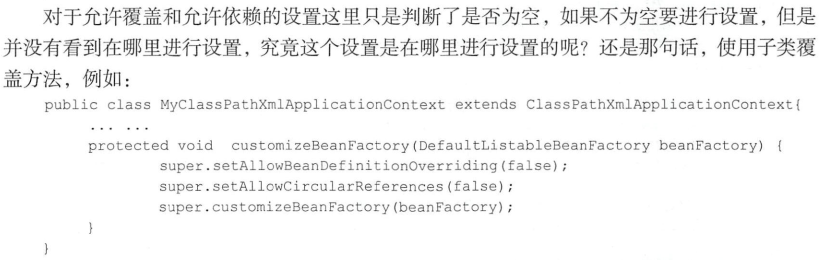 对于允许覆盖和允许依赖的设置这里只是判断了是否为空，如果不为空要进行设置，但是
并没有看到在哪里进行设置，究竟这个设置是在哪里进行设置的呢？还是那句话，使用子类覆
盖方法，例如：
public class MyClassPathXmlApplicationContext extends ClassPathXmlApplicationContext{
... ...
protected void customizeBeanFactory(DefaultListableBeanFactory beanFactory) {
super.setAllowBeanDefinitionOverriding(false);
super.setAllowCircularReferences(false);
super.customizeBeanFactory(beanFactory);
}
}